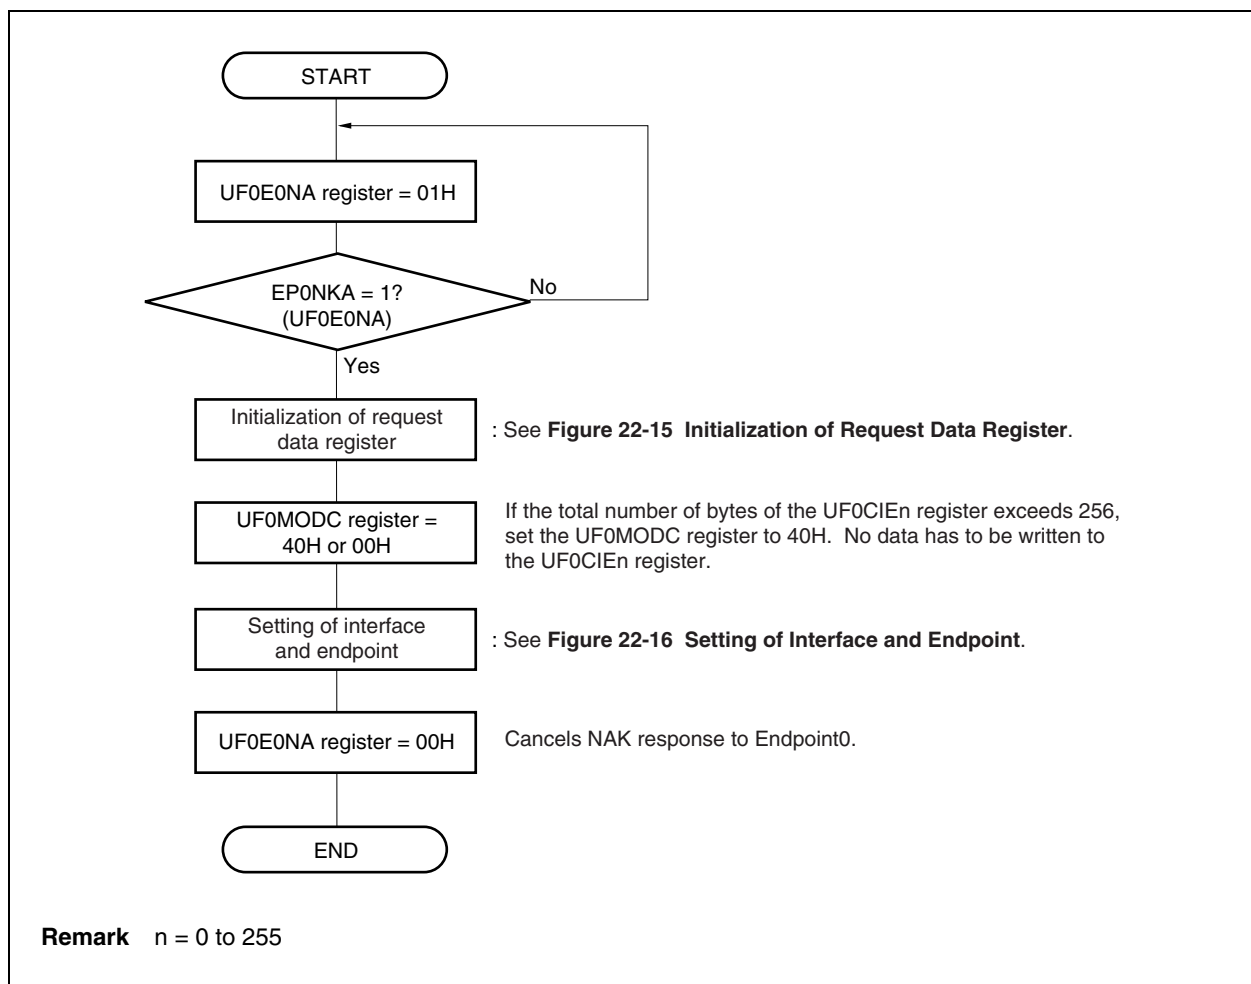 START
UF0E0NA register = 01H
EP0NKA = 1?
(UF0E0NA)
No
Yes
Initialization of request
data register
: See Figure 22-15  Initialization of Request Data Register.
UF0MODC register =
40H or 00H
If the total number of bytes of the UF0CIEn register exceeds 256,
set the UF0MODC register to 40H.  No data has to be written to
the UF0CIEn register.
Setting of interface
and endpoint
: See Figure 22-16  Setting of Interface and Endpoint.
UF0E0NA register = 00H
Cancels NAK response to Endpoint0.
END
Remark    n = 0 to 255